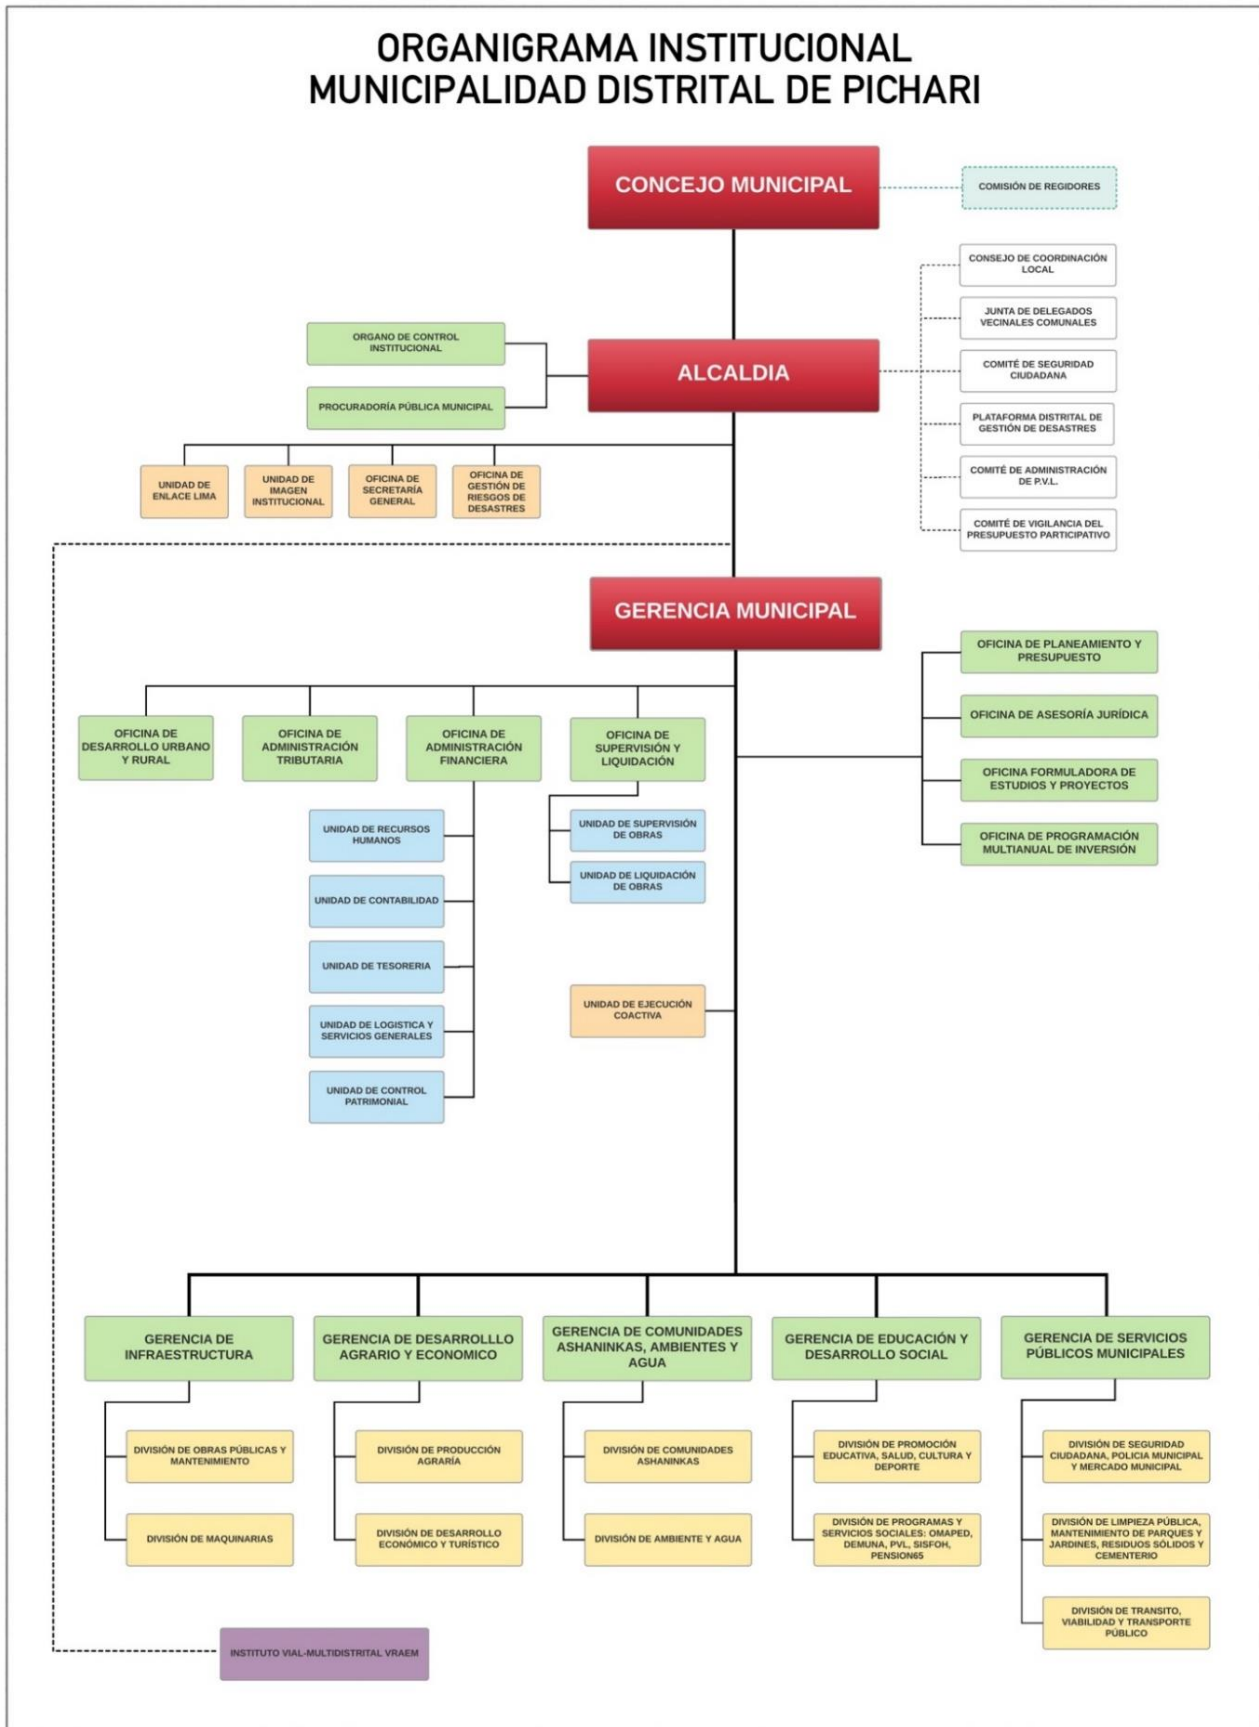 ORGANIGRAMA INSTITUCIONAL
MUNICIPALIDAD DISTRITAL DE PICHARI
CONCEJO MUNICIPAL
COMISIÓN DE REGIDORES
CONSEJO DE COORDINACIÓN
LOCAL
JUNTA DE DELEGADOS
VECINALES COMUNALES
COMITÉ DE SEGURIDAD
CIUDADANA
PLATAFORMA DISTRITAL DE
GESTIÓN DE DESASTRES
COMITÉ DE ADMINISTRACIÓN
DE P.V.L.
COMITÉ DE VIGILANCIA DEL
PRESUPUESTO PARTICIPATIVO
ORGANO DE CONTROL
INSTITUCIONAL
PROCURADORÍA PÚBLICA MUNICIPAL
ALCALDIA
UNIDAD DE
ENLACE LIMA
UNIDAD DE
IMAGEN
INSTITUCIONAL
OFICINA DE
SECRETARÍA
GENERAL
OFICINA DE
GESTIÓN DE
RIESGOS DE
DESASTRES
GERENCIA MUNICIPAL
OFICINA DE PLANEAMIENTO Y
PRESUPUESTO
OFICINA DE ASESORÍA JURÍDICA
OFICINA FORMULADORA DE
ESTUDIOS Y PROYECTOS
OFICINA DE PROGRAMACIÓN
MULTIANUAL DE INVERSIÓN
OFICINA DE
DESARROLLO URBANO
Y RURAL
OFICINA DE
ADMINISTRACIÓN
TRIBUTARIA
OFICINA DE
ADMINISTRACIÓN
FINANCIERA
OFICINA DE
SUPERVISIÓN Y
LIQUIDACIÓN
UNIDAD DE RECURSOS
HUMANOS
UNIDAD DE CONTABILIDAD
UNIDAD DE TESORERIA
UNIDAD DE LOGISTICA Y
SERVICIOS GENERALES
UNIDAD DE CONTROL
PATRIMONIAL
UNIDAD DE SUPERVISIÓN
DE OBRAS
UNIDAD DE LIQUIDACIÓN
DE OBRAS
UNIDAD DE EJECUCIÓN
COACTIVA
GERENCIA DE
INFRAESTRUCTURA
GERENCIA DE DESARROLLLO
AGRARIO Y ECONOMICO
GERENCIA DE COMUNIDADES
ASHANINKAS, AMBIENTES Y
AGUA
GERENCIA DE EDUCACIÓN Y
DESARROLLO SOCIAL
GERENCIA DE SERVICIOS
PÚBLICOS MUNICIPALES
DIVISIÓN DE OBRAS PÚBLICAS Y
MANTENIMIENTO
DIVISIÓN DE MAQUINARIAS
DIVISIÓN DE PRODUCCIÓN
AGRARÍA
DIVISIÓN DE DESARROLLO
ECONÓMICO Y TURÍSTICO
DIVISIÓN DE COMUNIDADES
ASHANINKAS
DIVISIÓN DE AMBIENTE Y AGUA
DIVISIÓN DE PROMOCIÓN
EDUCATIVA, SALUD, CULTURA Y
DEPORTE
DIVISIÓN DE PROGRAMAS Y
SERVICIOS SOCIALES: OMAPED,
DEMUNA, PVL, SISFOH,
PENSION65
DIVISIÓN DE SEGURIDAD
CIUDADANA, POLICIA MUNICIPAL
Y MERCADO MUNICIPAL
DIVISIÓN DE LIMPIEZA PÚBLICA,
MANTENIMIENTO DE PARQUES Y
JARDINES, RESIDUOS SÓLIDOS Y
CEMENTERIO
DIVISIÓN DE TRANSITO,
VIABILIDAD Y TRANSPORTE
PÚBLICO
INSTITUTO VIAL-MULTIDISTRITAL VRAEM